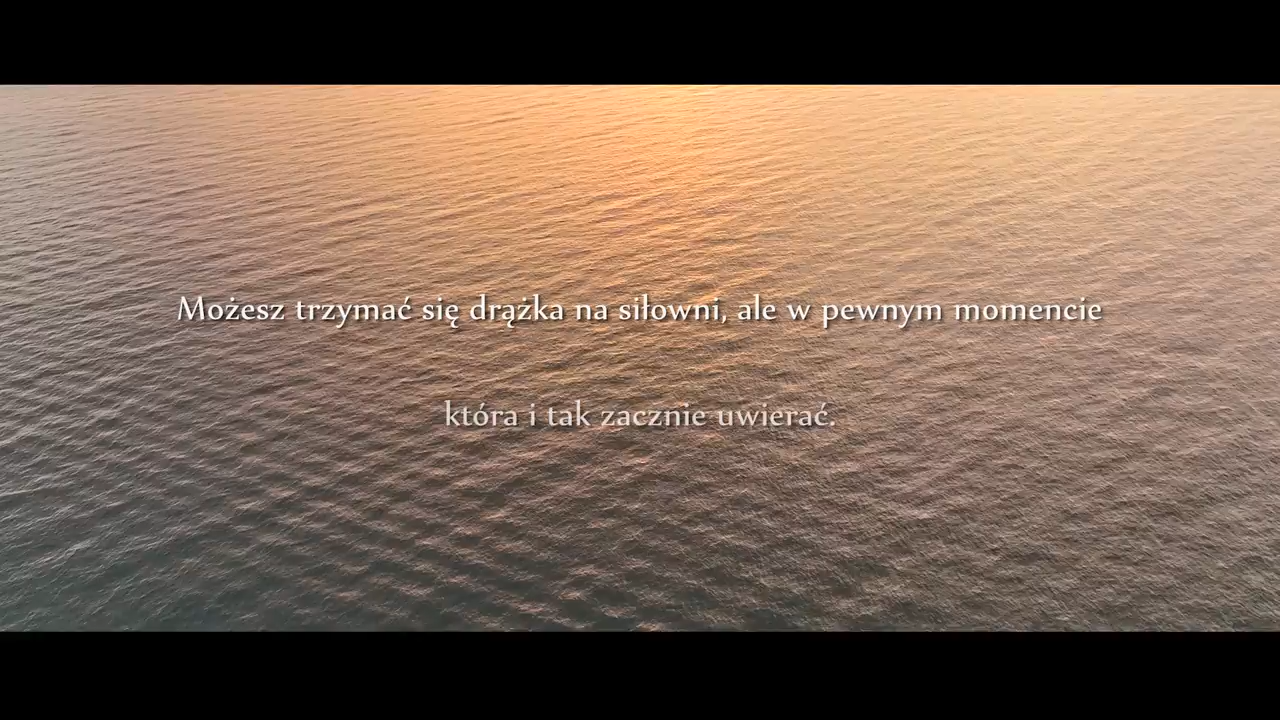 Możesz trzymać się drążka na siłowni, ale w pewnym momencie
która i tak zacznie uwierać.